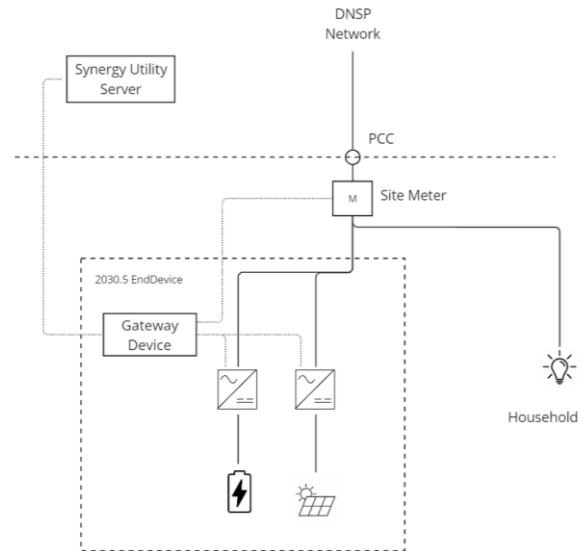 DNSP
Network
Synergy Utility
Server
PCC
M
Site Meter
2030.5 EndDevice
Gateway
Device
Household